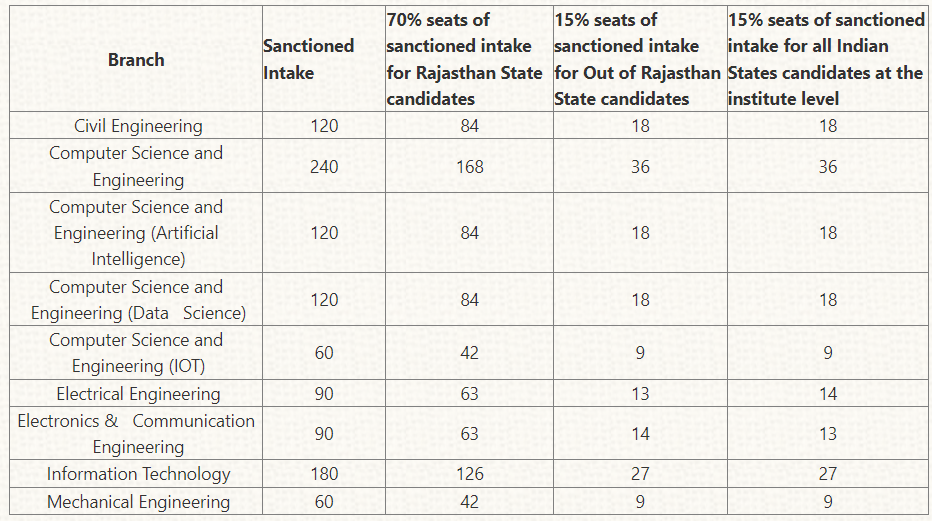 Branch
Sanctioned
Intake
70% seats of
sanctioned intake
for Rajasthan State
candidates
15% seats of
sanctioned intake
for Out of Rajasthan
State candidates
15% seats of sanctioned
intake for all Indian
States candidates at the
institute level
Civil Engineering 120 84 18 18
Computer Science and
Engineering 240 168 36 36
Computer Science and
Engineering (Artificial
Intelligence) 120 84 18 18
Computer Science and
Engineering (Data Science) 120 84 18 18
Computer Science and
Engineering (IOT) 60 42 9 9
Electrical Engineering 90 63 13 14
Electronics & Communication
Engineering 90 63 14 13
Information Technology 180 126 27 27
Mechanical Engineering 60 42 9 9